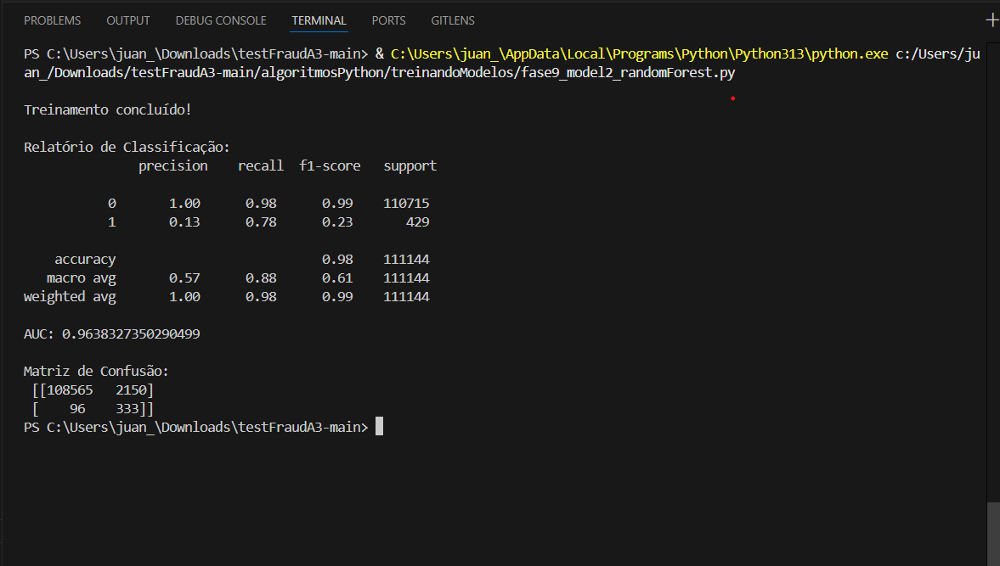 PROBLEMS OUTPUT DEBUG CONSOLE TERMINAL PORTS GITLENS
PS C:\Users\juan_\Downloads\testFraudA3-main> & C:\Users\juan_\AppData\Local\Programs\Python\Python313\python.exe c:/Users/ju
an_/Downloads/testFraudA3-main/algoritmosPython/treinandoModelos/fase9_model2_randomForest.py
Treinamento concluído!
Relatório de Classificação:
precision recall f1-score support
0 1.00 0.98 0.99 110715
1 0.13 0.78 0.23 429
accuracy 0.98 111144
macro avg 0.57 0.88 0.61 111144
weighted avg 1.00 0.98 0.99 111144
AUC: 0.9638327350290499
Matriz de Confusão:
[[108565 2150]
[ 96 333]]
PS C:\Users\juan_\Downloads\testFraudA3-main>